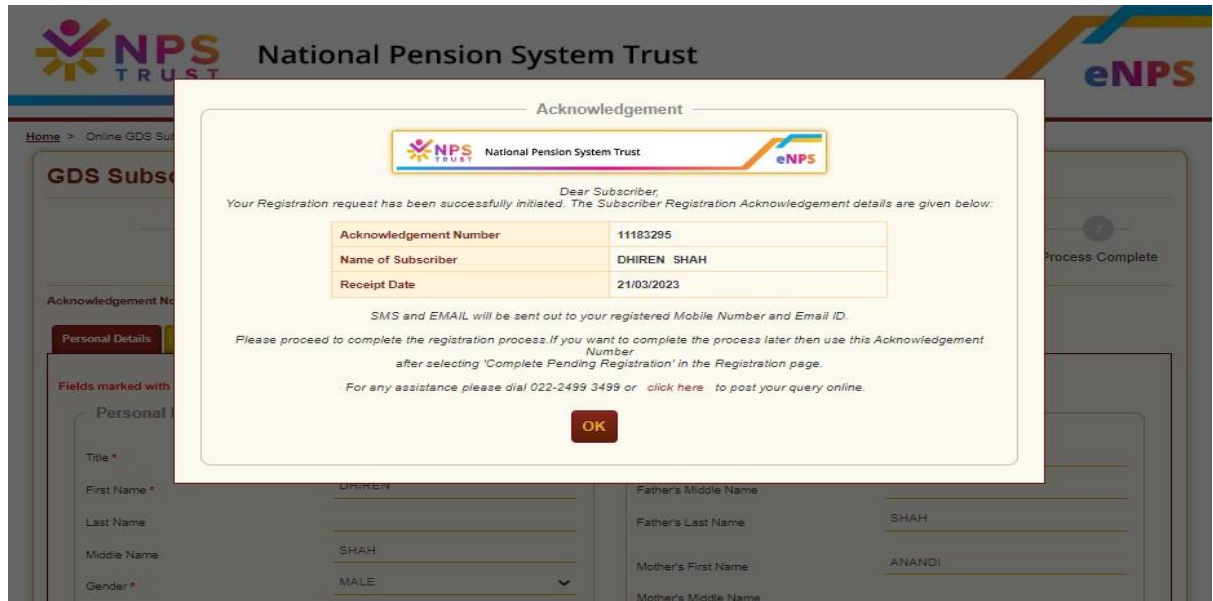 NPS
TRUST
National Pension System Trust
eNPS
Home > Online GDS Su
GDS Subsc
7
Process Complete
Acknowledgement No
Personal Details
Fields marked with
Acknowledgement
NPS
TRUST
National Pension System Trust
eNPS
Dear Subscriber,
Your Registration request has been successfully initiated. The Subscriber Registration Acknowledgement details are given below:
Acknowledgement Number 11183295
Name of Subscriber DHIREN SHAH
Receipt Date 21/03/2023
SMS and EMAIL will be sent out to your registered Mobile Number and Email ID.
Please proceed to complete the registration process.If you want to complete the process later then use this Acknowledgement
Number
after selecting 'Complete Pending Registration' in the Registration page.
For any assistance please dial 022-2499 3499 or click here to post your query online.
OK
Personal
Title *
First Name * DHIREN
Last Name
Middle Name SHAH
Gender * MALE
Father's Middle Name
Father's Last Name SHAH
Mother's First Name ANANDI
Mother's Middle Name